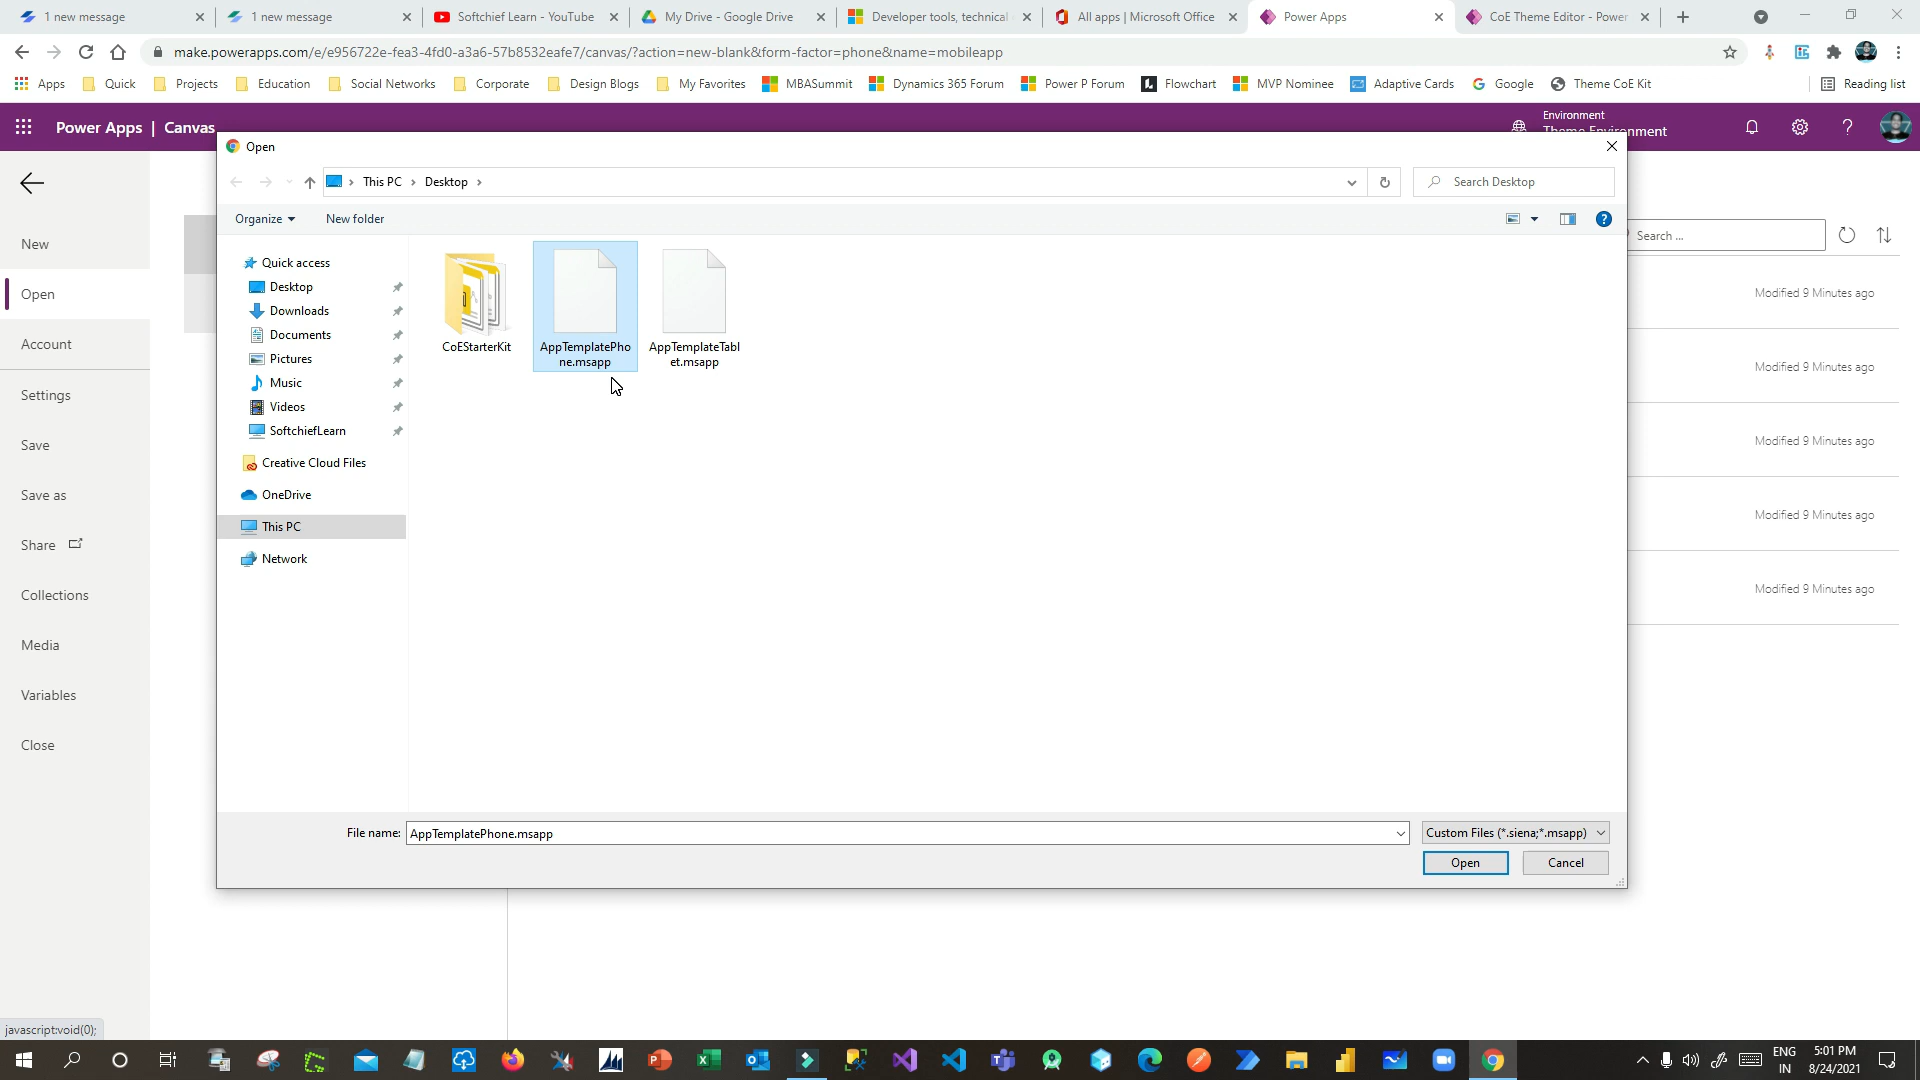 1 new message
1 new message
Softchief Learn - YouTube
My Drive - Google Drive
Developer tools, technical
All apps | Microsoft Office
Power Apps
CoE Theme Editor - Power
make.powerapps.com/e/e956722e-fea3-4fd0-a3a6-57b8532eafe7/canvas/?action=new-blank&form-factor=phone&name=mobileapp
Apps
Quick
Projects
Education
Social Networks
Corporate
Design Blogs
My Favorites
MBASummit
Dynamics 365 Forum
Power P Forum
Flowchart
MVP Nominee
Adaptive Cards
Google
Theme CoE Kit
Reading list
Power Apps | Canvas
Environment
Theme Environment
Open
This PC > Desktop >
Search Desktop
Organize
New folder
New
Open
Account
Settings
Save
Save as
Share
Collections
Media
Variables
Close
Quick access
Desktop
Downloads
Documents
Pictures
Music
Videos
SoftchiefLearn
Creative Cloud Files
OneDrive
This PC
Network
CoEStarterKit
AppTemplatePho
ne.msapp
AppTemplateTabl
et.msapp
Search ...
Modified 9 Minutes ago
Modified 9 Minutes ago
Modified 9 Minutes ago
Modified 9 Minutes ago
Modified 9 Minutes ago
File name:
AppTemplatePhone.msapp
Custom Files (*.siena;*.msapp)
Open
Cancel
javascript:void(0);
ENG
IN
5:01 PM
8/24/2021